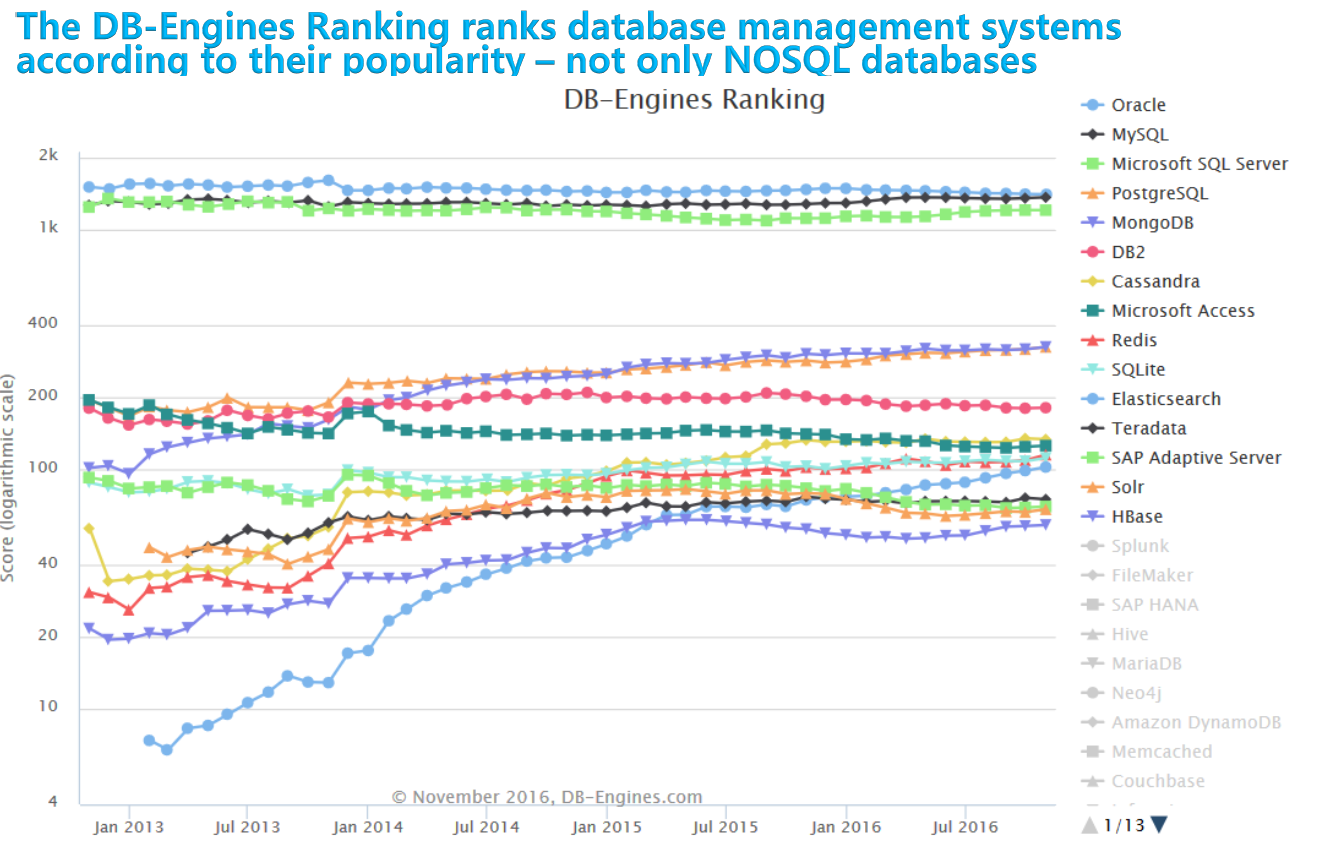 The DB-Engines Ranking ranks database management systems
according to their popularity – not only NOSQL databases
DB-Engines Ranking
Score (logarithmic scale)
2k
1k
400
200
100
40
20
10
4
© November 2016, DB-Engines.com
Jan 2013 Jul 2013 Jan 2014 Jul 2014 Jan 2015 Jul 2015 Jan 2016 Jul 2016
Oracle
MySQL
Microsoft SQL Server
PostgreSQL
MongoDB
DB2
Cassandra
Microsoft Access
Redis
SQLite
Elasticsearch
Teradata
SAP Adaptive Server
Solr
HBase
Splunk
FileMaker
SAP HANA
Hive
MariaDB
Neo4j
Amazon DynamoDB
Memcached
Couchbase
1/13